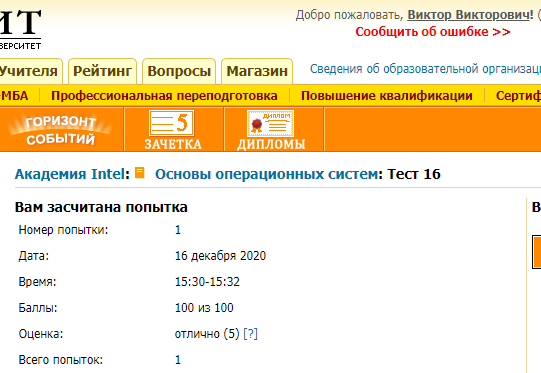 ИТ
ВЕРСИТЕТ
Добро пожаловать, Виктор Викторович! (
Сообщить об ошибке >>
Учителя Рейтинг Вопросы Магазин
Сведения об образовательной организац
-МБА Профессиональная переподготовка Повышение квалификации Сертиф
ГОРИЗОНТ СОБЫТИЙ
5
ЗАЧЕТКА
ДИПЛОМ
ДИПЛОМЫ
Академия Intel: Основы операционных систем: Тест 16
Вам засчитана попытка
В
Номер попытки: 1
Дата: 16 декабря 2020
Время: 15:30-15:32
Баллы: 100 из 100
Оценка: отлично (5) [?]
Всего попыток: 1